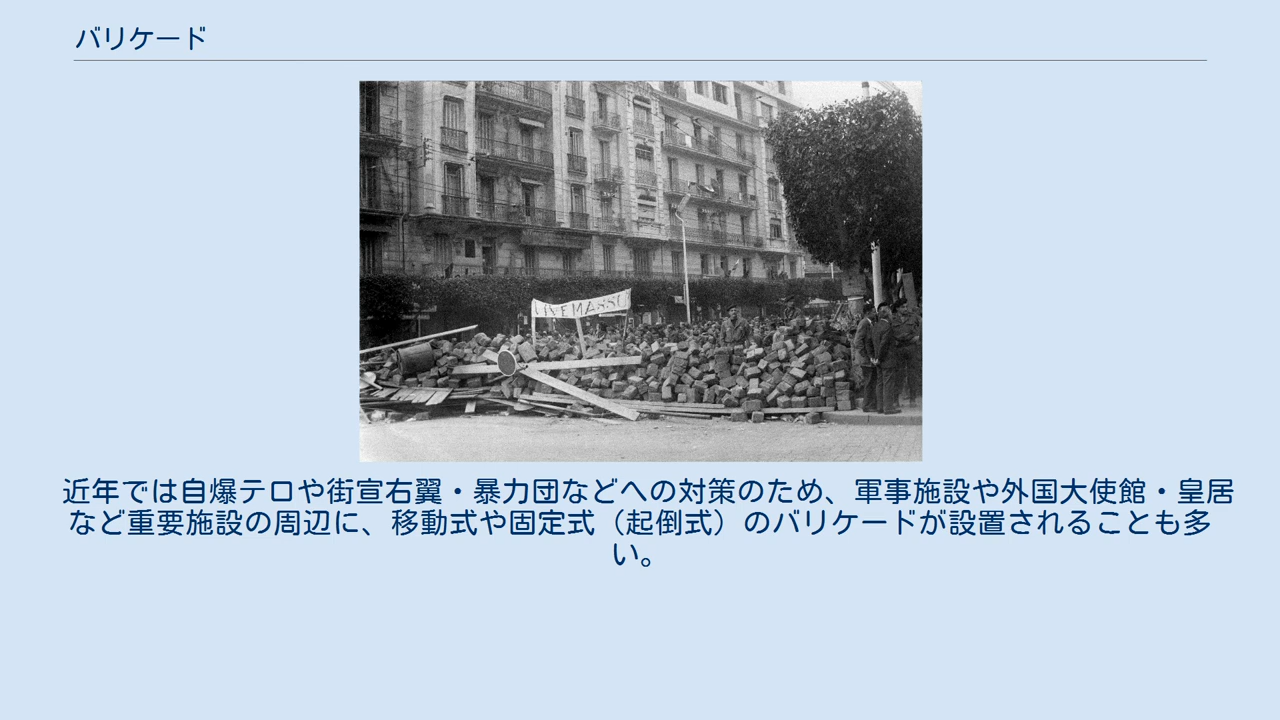 バリケード
近年では自爆テロや街宣右翼・暴力団などへの対策のため、軍事施設や外国大使館・皇居
など重要施設の周辺に、移動式や固定式（起倒式）のバリケードが設置されることも多
い。